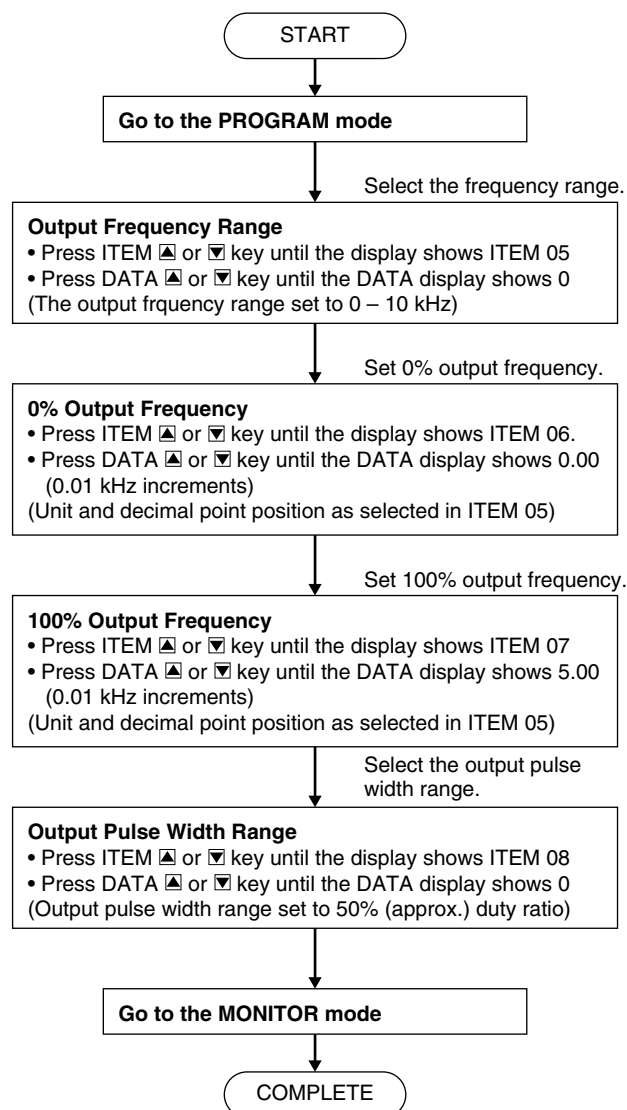 START
Go to the PROGRAM mode
Select the frequency range.
Output Frequency Range
• Press ITEM ▲ or ▼ key until the display shows ITEM 05
• Press DATA ▲ or ▼ key until the DATA display shows 0
(The output frquency range set to 0 – 10 kHz)
Set 0% output frequency.
0% Output Frequency
• Press ITEM ▲ or ▼ key until the display shows ITEM 06.
• Press DATA ▲ or ▼ key until the DATA display shows 0.00
(0.01 kHz increments)
(Unit and decimal point position as selected in ITEM 05)
Set 100% output frequency.
100% Output Frequency
• Press ITEM ▲ or ▼ key until the display shows ITEM 07
• Press DATA ▲ or ▼ key until the DATA display shows 5.00
(0.01 kHz increments)
(Unit and decimal point position as selected in ITEM 05)
Select the output pulse
width range.
Output Pulse Width Range
• Press ITEM ▲ or ▼ key until the display shows ITEM 08
• Press DATA ▲ or ▼ key until the DATA display shows 0
(Output pulse width range set to 50% (approx.) duty ratio)
Go to the MONITOR mode
COMPLETE